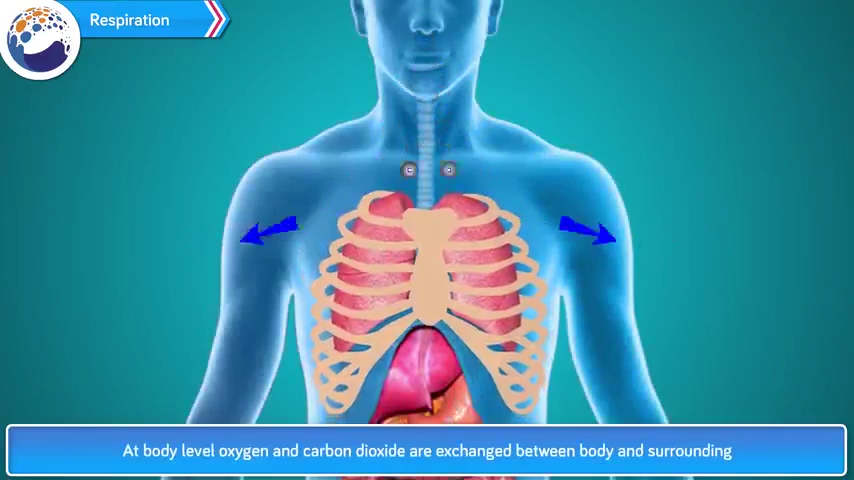 Respiration
At body level oxygen and carbon dioxide are exchanged between body and surrounding